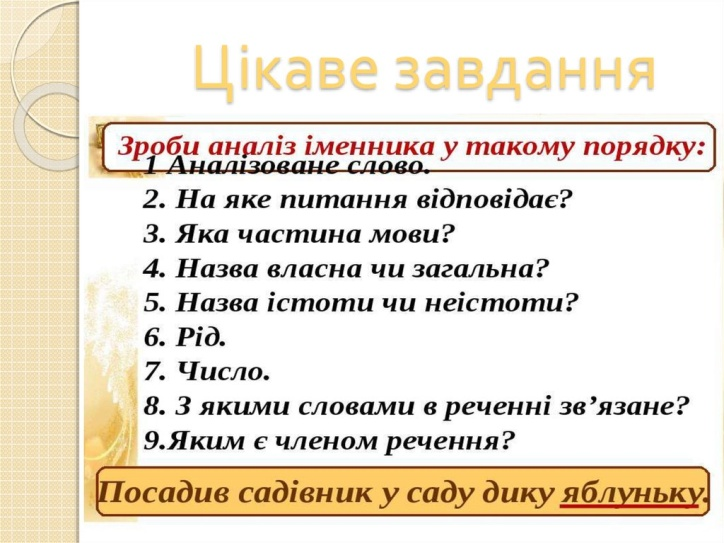 Цікаве завдання
Зроби аналіз іменника у такому порядку:
1 Аналізоване слово.
2. На яке питання відповідає?
3. Яка частина мови?
4. Назва власна чи загальна?
5. Назва істоти чи неістоти?
6. Рід.
7. Число.
8. З якими словами в реченні зв’язане?
9.Яким є членом речення?
Посадив садівник у саду дику яблуньку.